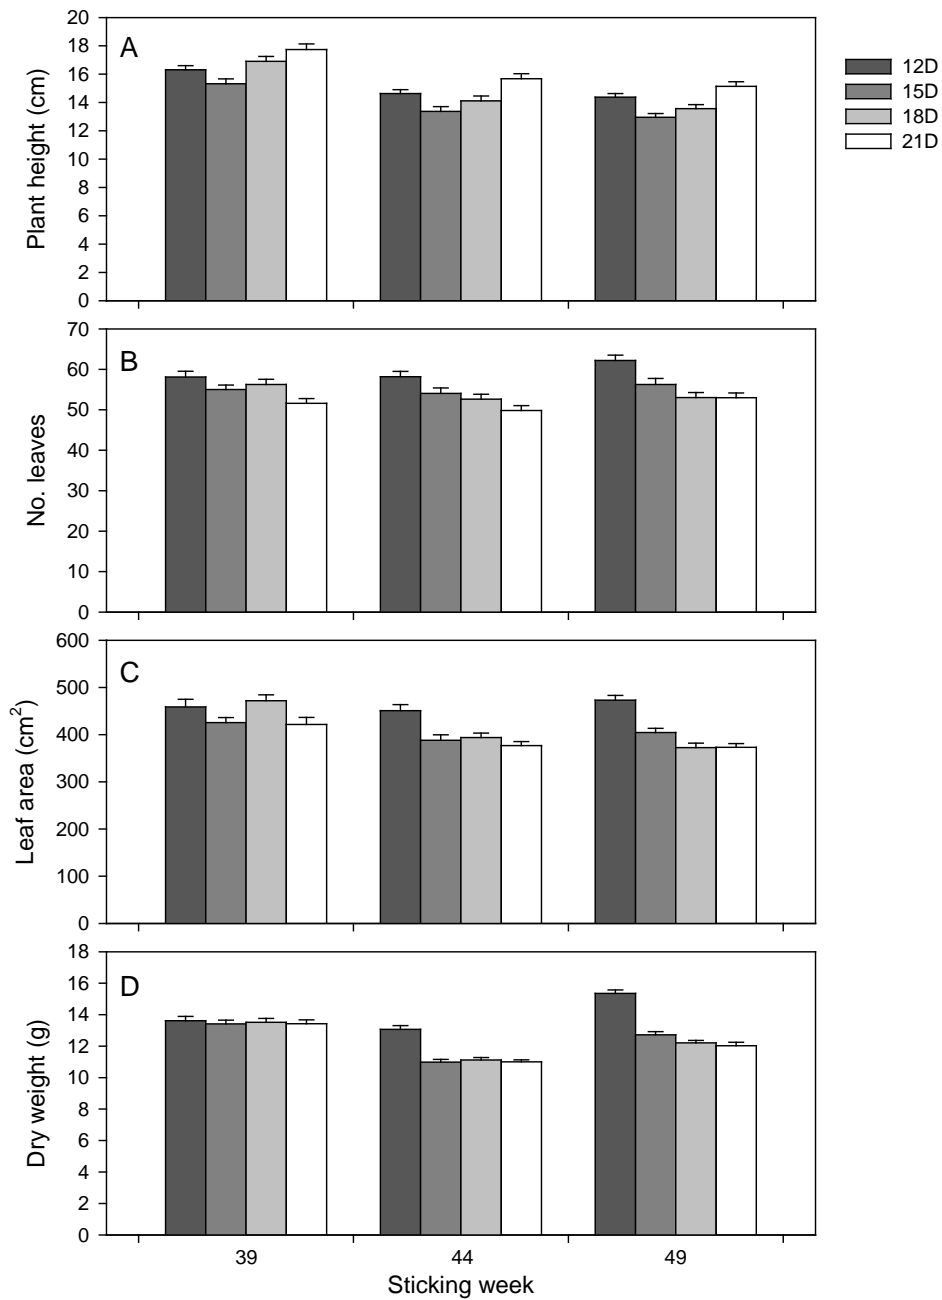 20
18
16
14
12
10
8
6
4
2
0
Plant height (cm)
A
12D
15D
18D
21D
70
60
50
40
30
20
10
0
No. leaves
B
600
500
400
300
200
100
0
Leaf area (cm²)
C
18
16
14
12
10
8
6
4
2
0
Dry weight (g)
D
39 44 49
Sticking week